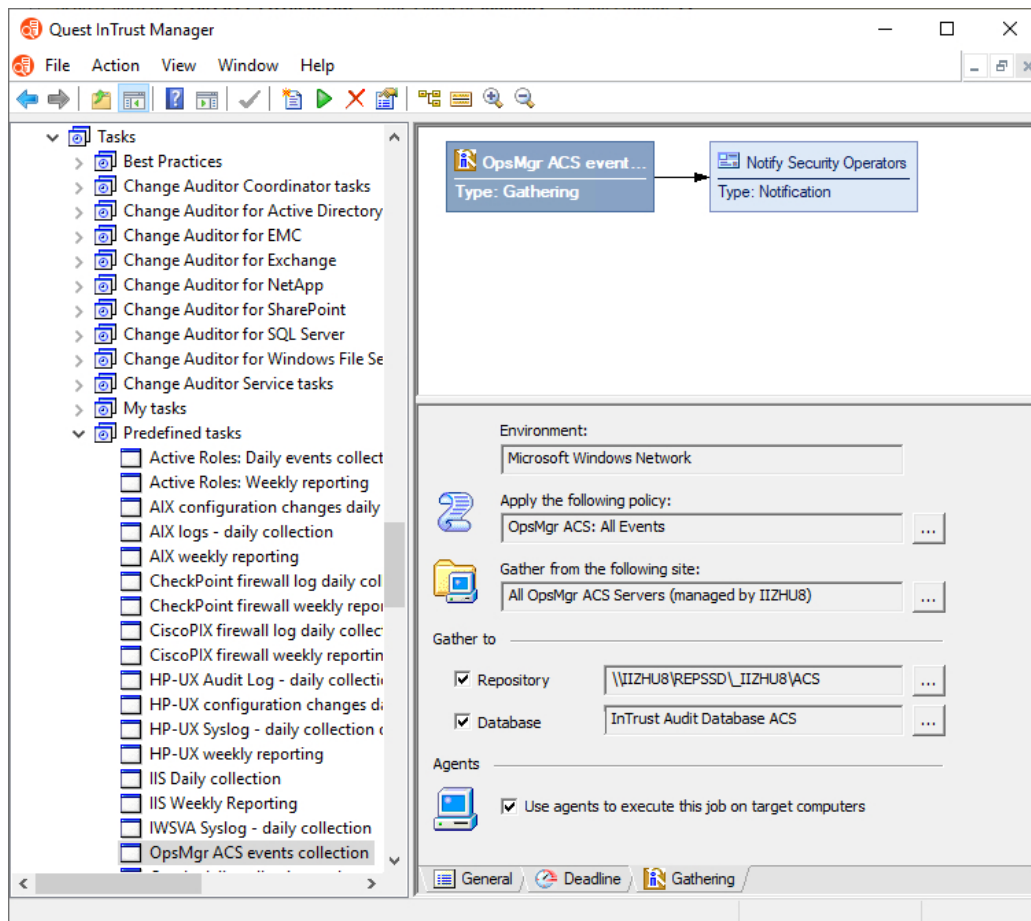 Quest InTrust Manager
File Action View Window Help
Tasks
Best Practices
Change Auditor Coordinator tasks
Change Auditor for Active Directory
Change Auditor for EMC
Change Auditor for Exchange
Change Auditor for NetApp
Change Auditor for SharePoint
Change Auditor for SQL Server
Change Auditor for Windows File Se
Change Auditor Service tasks
My tasks
Predefined tasks
Active Roles: Daily events collect
Active Roles: Weekly reporting
AIX configuration changes daily
AIX logs - daily collection
AIX weekly reporting
CheckPoint firewall log daily col
CheckPoint firewall weekly repor
CiscoPIX firewall log daily collec
CiscoPIX firewall weekly reportin
HP-UX Audit Log - daily collecti
HP-UX configuration changes da
HP-UX Syslog - daily collection
HP-UX weekly reporting
IIS Daily collection
IIS Weekly Reporting
IWSVA Syslog - daily collection
OpsMgr ACS events collection
OpsMgr ACS event...
Type: Gathering
Notify Security Operators
Type: Notification
Environment:
Microsoft Windows Network
Apply the following policy:
OpsMgr ACS: All Events
...
Gather from the following site:
All OpsMgr ACS Servers (managed by IIZHU8)
...
Gather to
Repository \\IIZHU8\REPSSD\_IIZHU8\ACS ...
Database InTrust Audit Database ACS ...
Agents
Use agents to execute this job on target computers
General Deadline Gathering